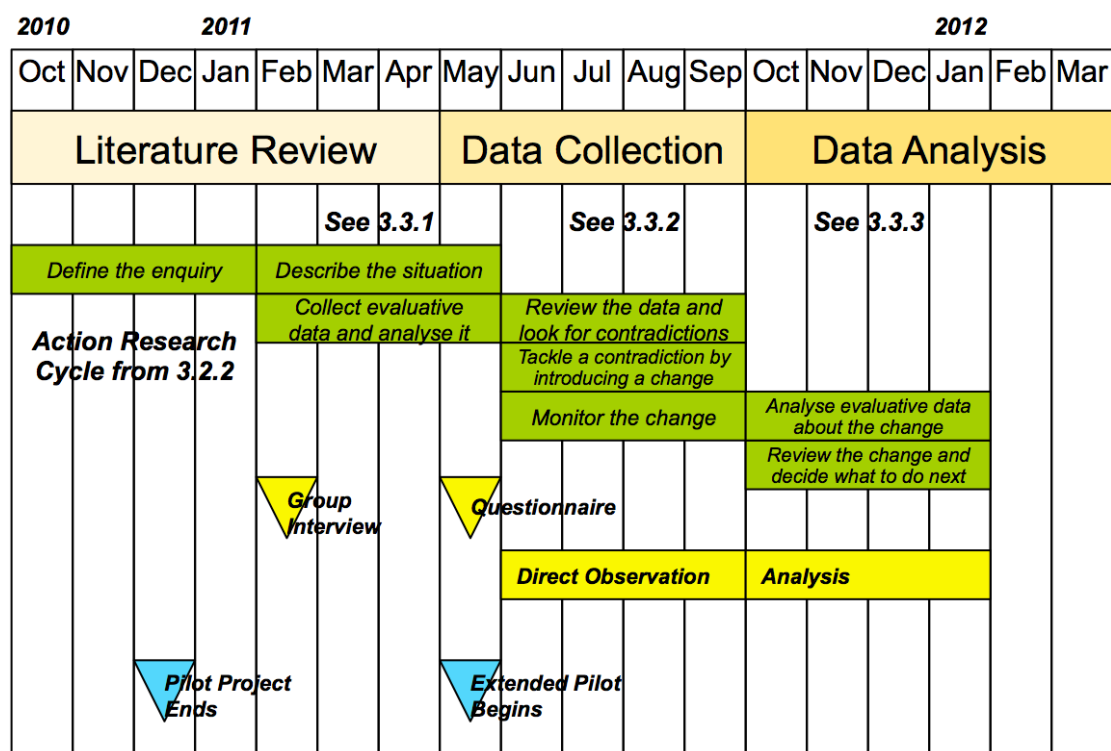 2010 2011 2012
Oct Nov Dec Jan Feb Mar Apr May Jun Jul Aug Sep Oct Nov Dec Jan Feb Mar
Literature Review Data Collection Data Analysis
See 3.3.1 See 3.3.2 See 3.3.3
Define the enquiry Describe the situation
Collect evaluative
data and analyse it
Review the data and
look for contradictions
Action Research
Cycle from 3.2.2
Tackle a contradiction by
introducing a change
Monitor the change
Analyse evaluative data
about the change
Review the change and
decide what to do next
Group
Interview
Questionnaire
Direct Observation Analysis
Pilot Project
Ends
Extended Pilot
Begins